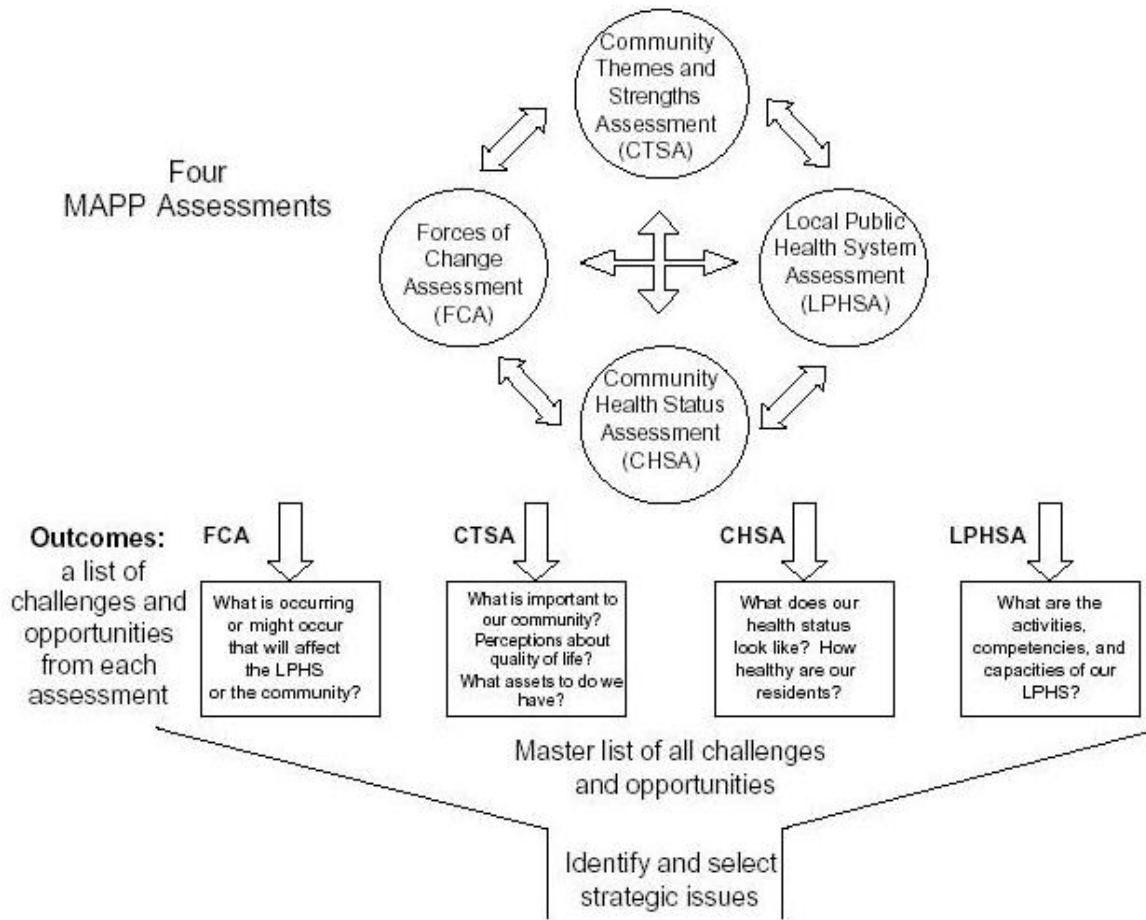 Community
Themes and
Strengths
Assessment
(CTSA)
Four
MAPP Assessments
Forces of
Change
Assessment
(FCA)
Local Public
Health System
Assessment
(LPHSA)
Community
Health Status
Assessment
(CHSA)
Outcomes:
a list of
challenges and
opportunities
from each
assessment
FCA
What is occurring
or might occur
that will affect
the LPHS
or the community?
CTSA
What is important to
our community?
Perceptions about
quality of life?
What assets to do we
have?
CHSA
What does our
health status
look like? How
healthy are our
residents?
LPHSA
What are the
activities,
competencies, and
capacities of our
LPHS?
Master list of all challenges
and opportunities
Identify and select
strategic issues